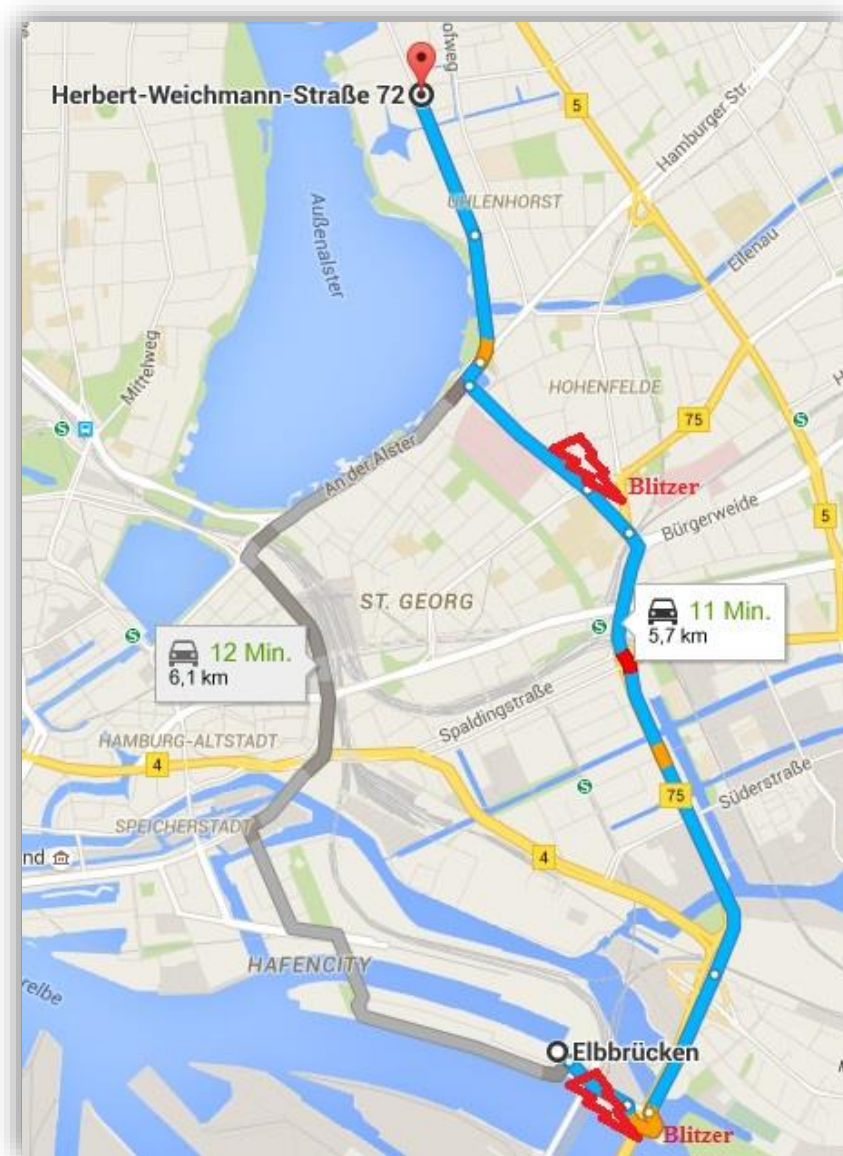 ofweg
Herbert-Weichmann-Straße 72
5
Hamburger Str.
Außenalster
UHLENHORST
Eilenau
Mittelweg
HOHENFELDE
S
S
75
An der Alster
Blitzer
Bürgerweide
5
ST. GEORG
11 Min.
5,7 km
S
S
12 Min.
6,1 km
Spaldingstraße
HAMBURG-ALTSTADT
4
S
75
Süderstraße
SPEICHERSTADT
nd
4
HAFENCITY
relbe
Elbbrücken
Blitzer